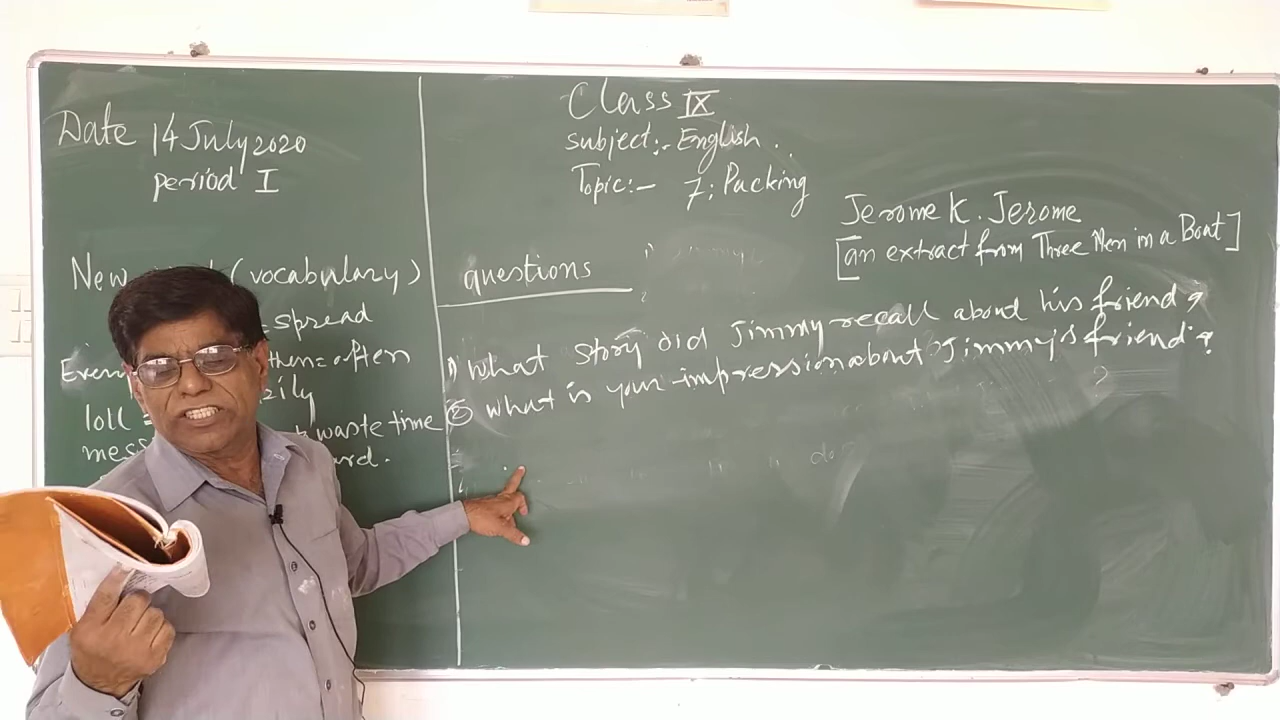 Class IX
subject:- English.
Topic:- 7: Packing
Jerome K. Jerome
[an extract from Three Men in a Boat]
Date 14 July 2020
period I
New (vocabulary)
= spread
then = often
loll =
waste time
questions
1) What story did Jimmy recall about his friend?
2) What is your impression about Jimmy's friend?